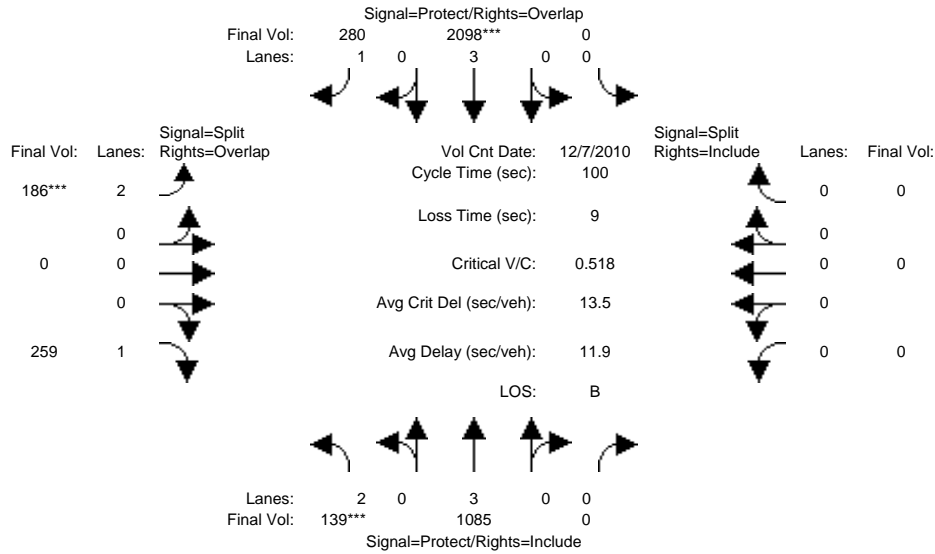 Signal=Protect/Rights=Overlap
Final Vol: 280 2098*** 0
Lanes: 1 0 3 0 0
Signal=Split
Final Vol: Lanes: Rights=Overlap
Vol Cnt Date: 12/7/2010
Signal=Split
Rights=Include Lanes: Final Vol:
Cycle Time (sec): 100
186*** 2 0 0
Loss Time (sec): 9
0 0
0 0 Critical V/C: 0.518 0 0
0 Avg Crit Del (sec/veh): 13.5 0
259 1 Avg Delay (sec/veh): 11.9 0 0
LOS: B
Lanes: 2 0 3 0 0
Final Vol: 139*** 1085 0
Signal=Protect/Rights=Include